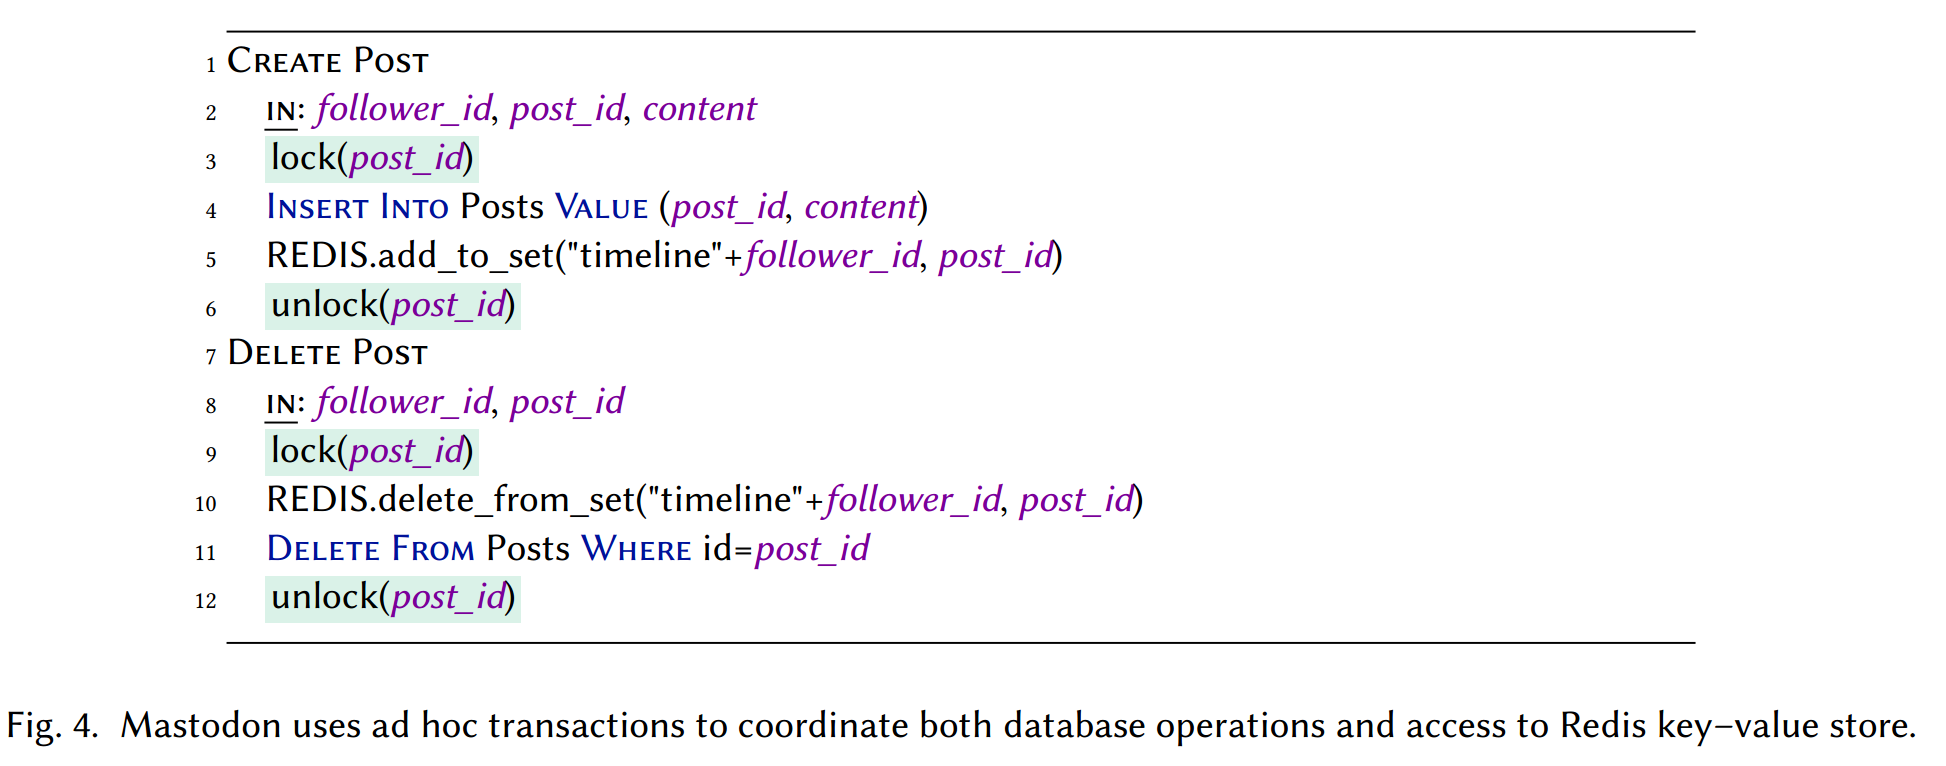 1 CREATE POST
2 IN: follower_id, post_id, content
3 lock(post_id)
4 INSERT INTO Posts VALUE (post_id, content)
5 REDIS.add_to_set("timeline"+follower_id, post_id)
6 unlock(post_id)
7 DELETE POST
8 IN: follower_id, post_id
9 lock(post_id)
10 REDIS.delete_from_set("timeline"+follower_id, post_id)
11 DELETE FROM Posts WHERE id=post_id
12 unlock(post_id)
Fig. 4. Mastodon uses ad hoc transactions to coordinate both database operations and access to Redis key–value store.